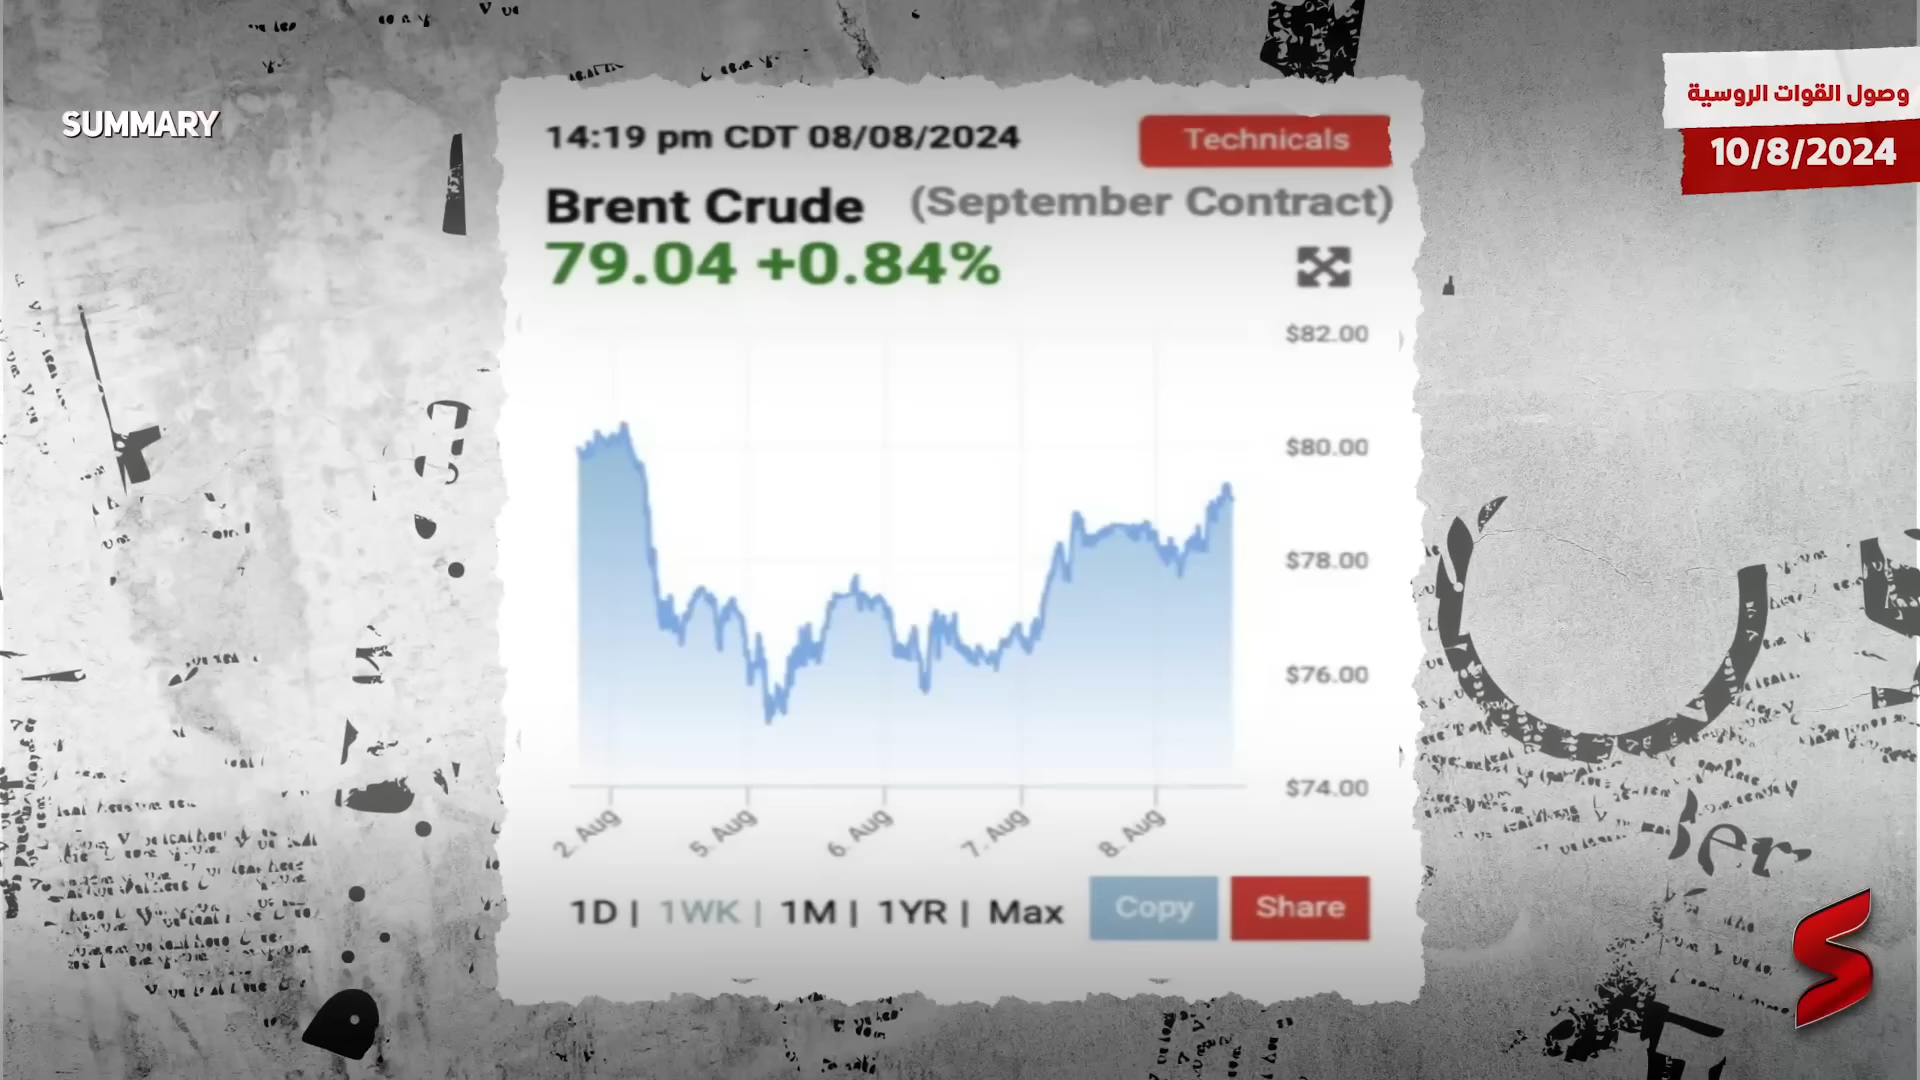 SUMMARY
وصول القوات الروسية
10/8/2024
14:19 pm CDT 08/08/2024
Technicals
Brent Crude (September Contract)
79.04 +0.84%
$82.00
$80.00
$78.00
$76.00
$74.00
2. Aug
5. Aug
6. Aug
7. Aug
8. Aug
1D | 1WK | 1M | 1YR | Max
Copy
Share